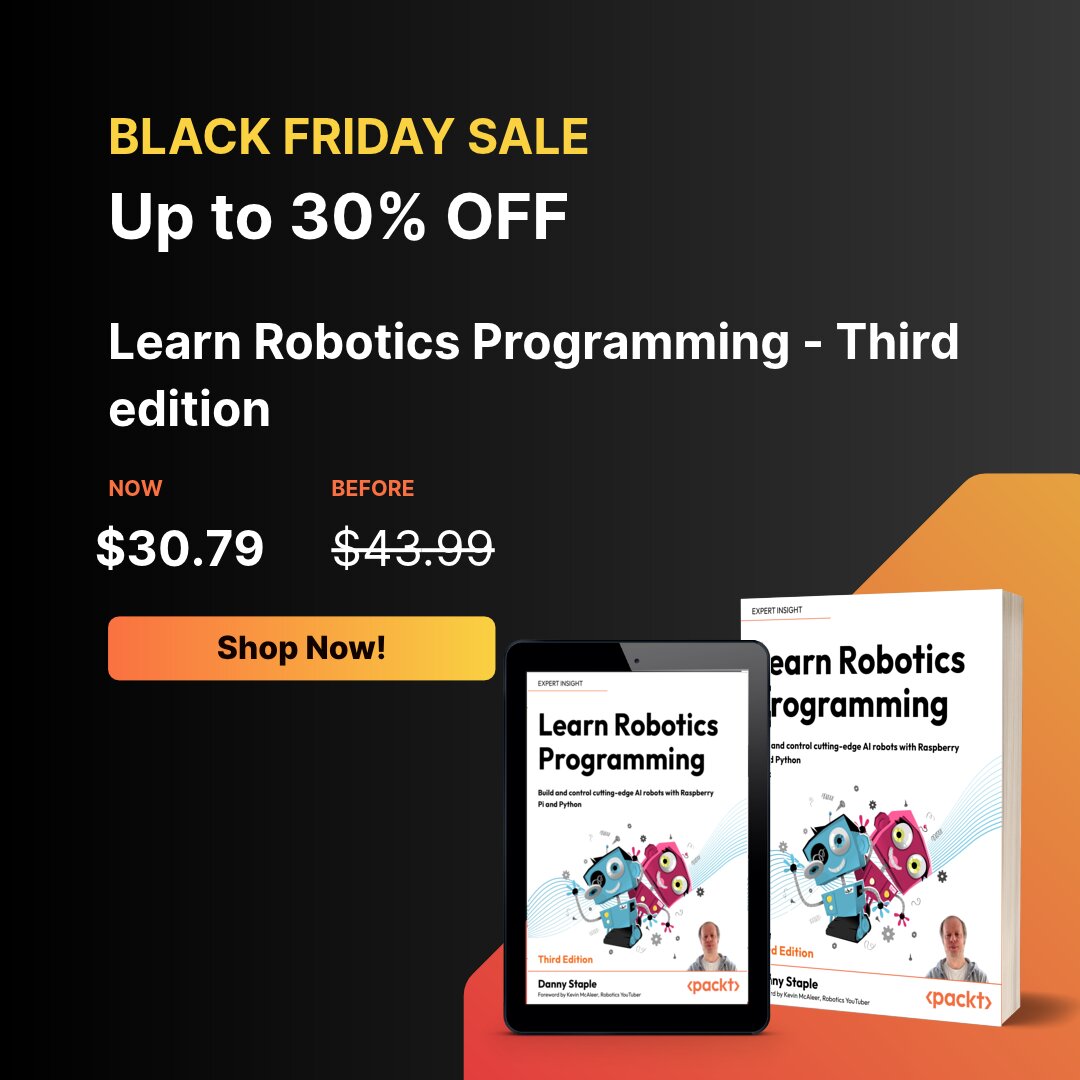 BLACK FRIDAY SALE
Up to 30% OFF
Learn Robotics Programming - Third
edition
NOW
BEFORE
$30.79
$43.99
Shop Now!
EXPERT INSIGHT
Learn Robotics
Programming
Build and control cutting-edge AI robots with Raspberry
Pi and Python
Third Edition
Danny Staple
Foreword by Kevin McAleer, Robotics YouTuber
<packt>
EXPERT INSIGHT
earn Robotics
rogramming
and control cutting-edge AI robots with Raspberry
d Python
d Edition
nny Staple
rd by Kevin McAleer, Robotics YouTuber
<packt>